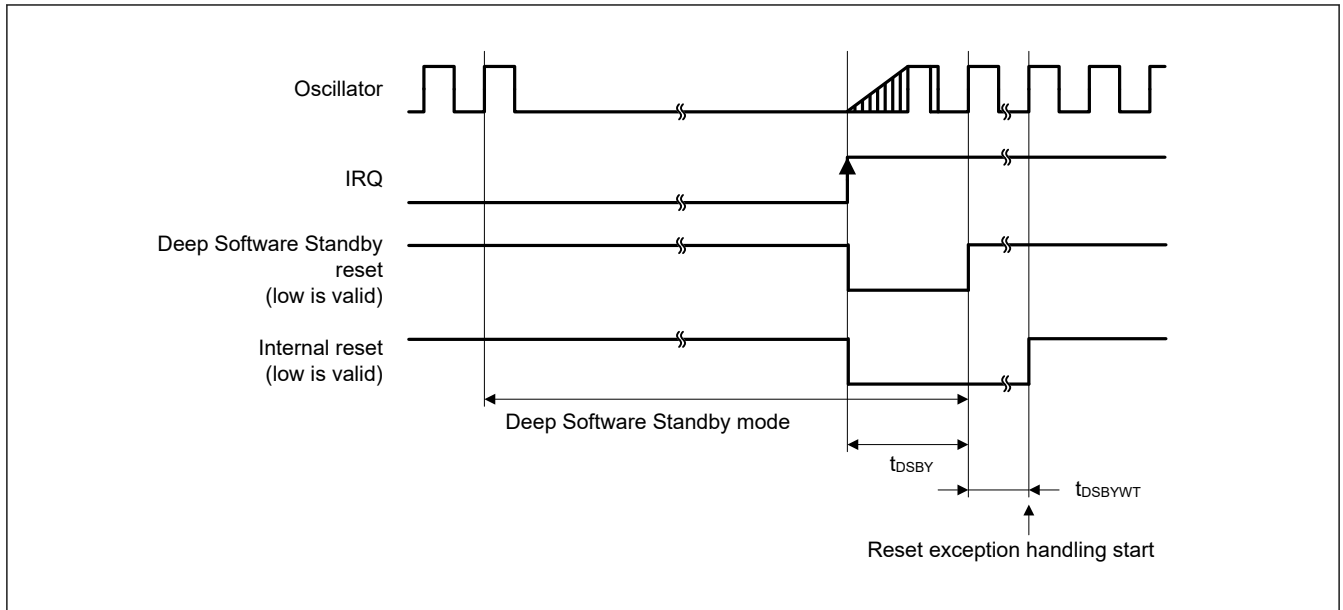 Oscillator
IRQ
Deep Software Standby
reset
(low is valid)
Internal reset
(low is valid)
Deep Software Standby mode
tDSBY
tDSBYWT
Reset exception handling start